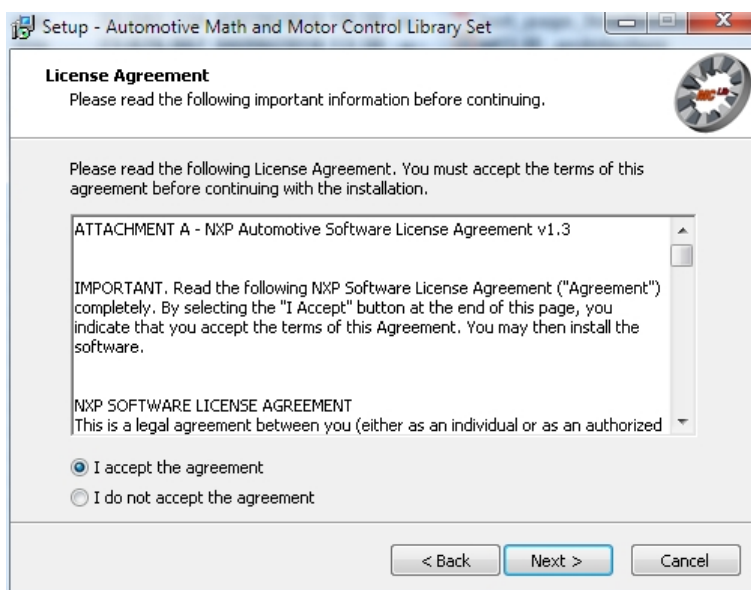 Setup - Automotive Math and Motor Control Library Set
License Agreement
Please read the following important information before continuing.
MC Lib
Please read the following License Agreement. You must accept the terms of this
agreement before continuing with the installation.
ATTACHMENT A - NXP Automotive Software License Agreement v1.3
IMPORTANT. Read the following NXP Software License Agreement ("Agreement")
completely. By selecting the "I Accept" button at the end of this page, you
indicate that you accept the terms of this Agreement. You may then install the
software.
NXP SOFTWARE LICENSE AGREEMENT
This is a legal agreement between you (either as an individual or as an authorized
I accept the agreement
I do not accept the agreement
< Back Next > Cancel